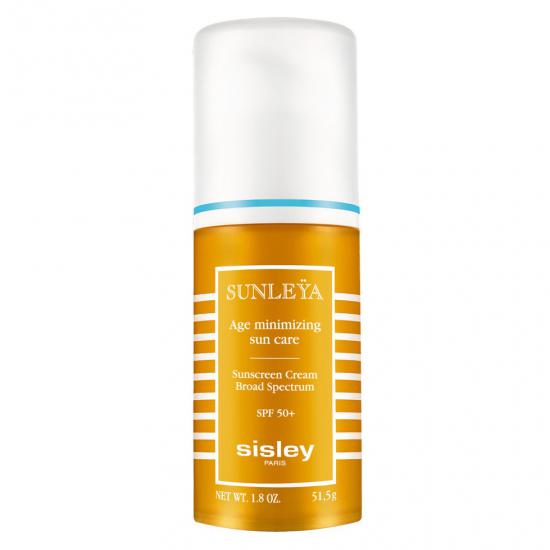 SUNLEŸA
Age minimizing
sun care
Sunscreen Cream
Broad Spectrum
SPF 50+
sisley
PARIS
NET WT. 1.8 OZ. 51,5g